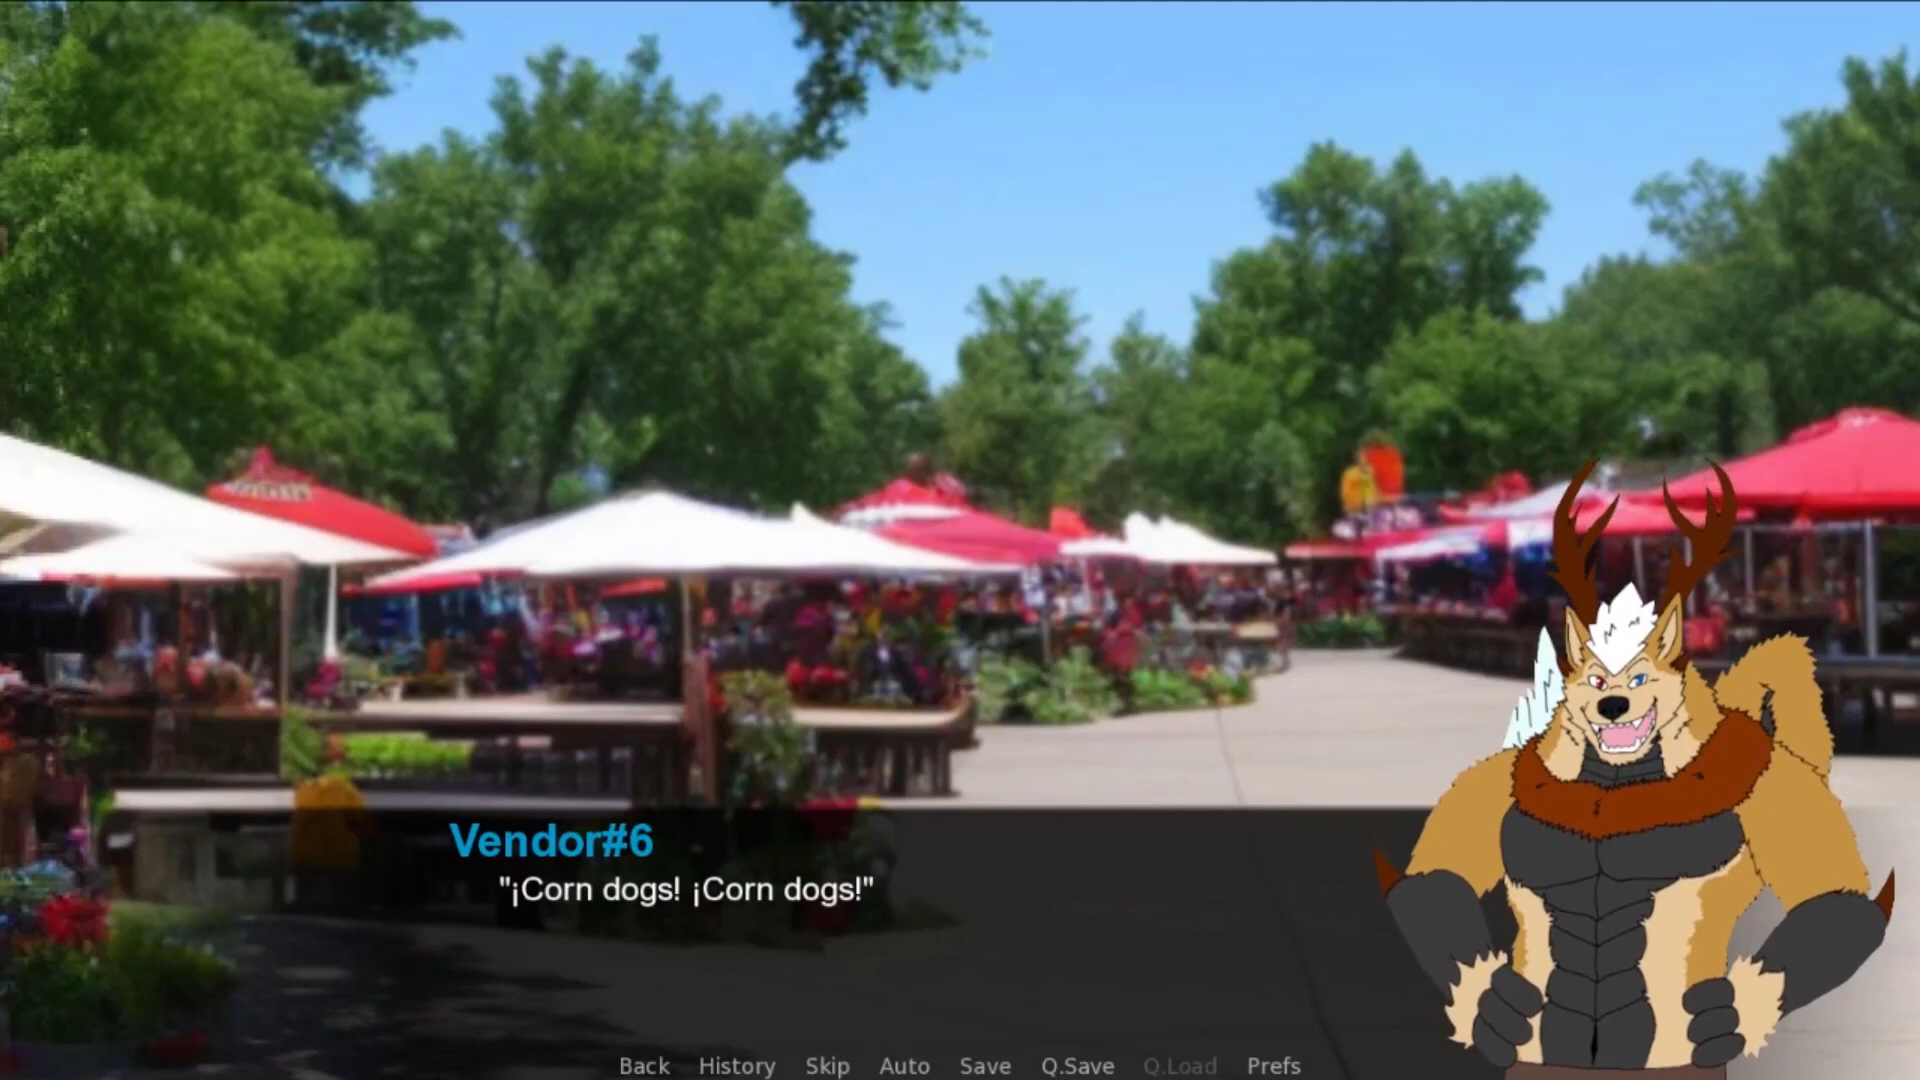 Vendor#6
"¡Corn dogs! ¡Corn dogs!"
Back History Skip Auto Save Q.Save Q.Load Prefs